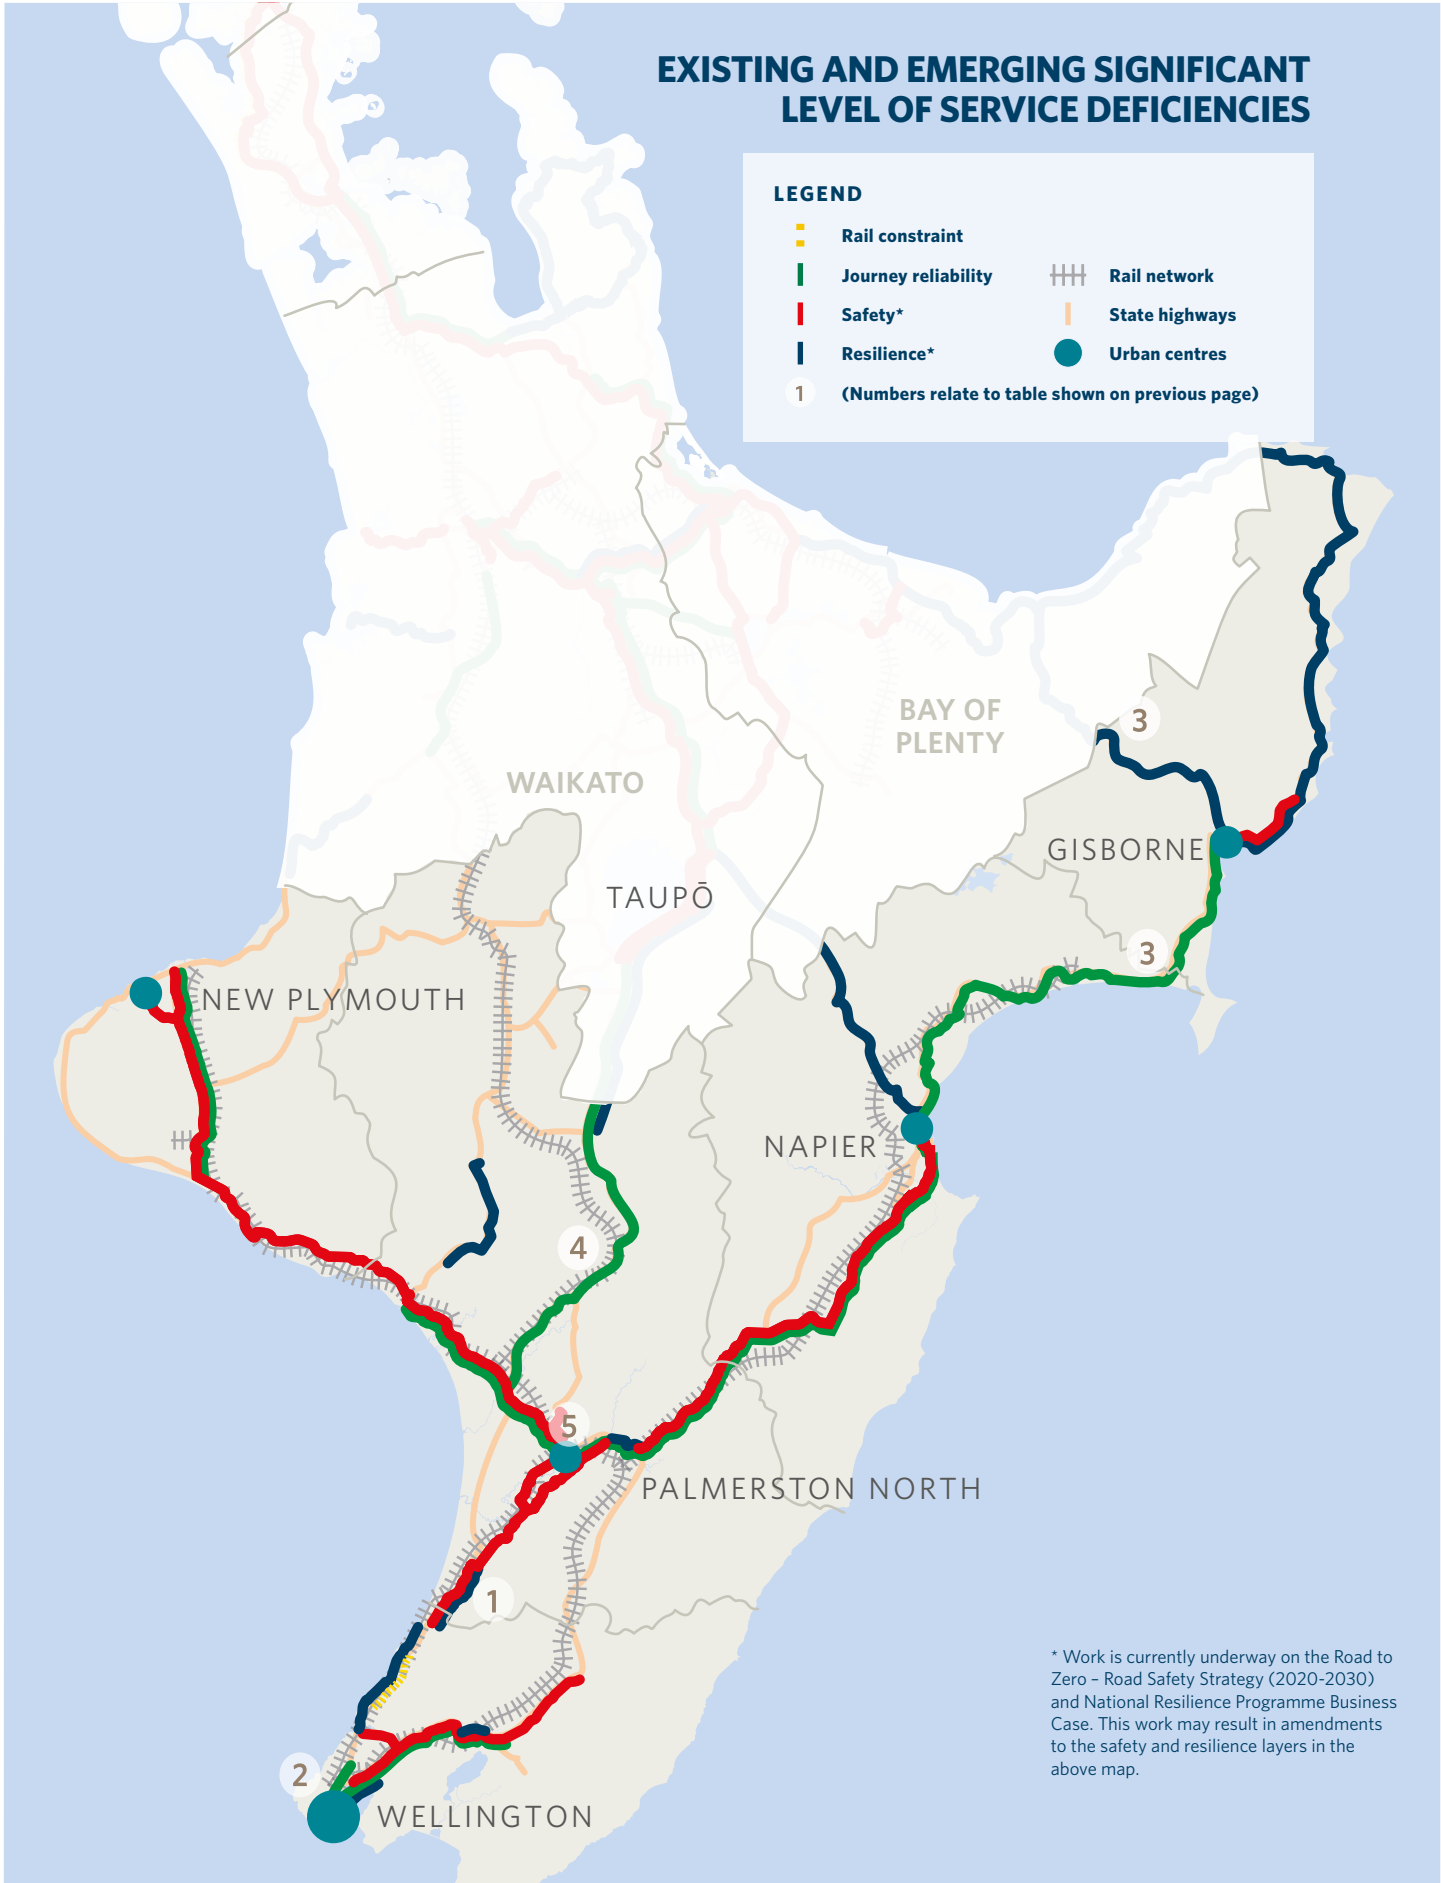 EXISTING AND EMERGING SIGNIFICANT
LEVEL OF SERVICE DEFICIENCIES
LEGEND
Rail constraint
Journey reliability
Rail network
Safety*
State highways
Resilience*
Urban centres
1 (Numbers relate to table shown on previous page)
BAY OF
PLENTY
3
WAIKATO
GISBORNE
TAUPŌ
3
NEW PLYMOUTH
NAPIER
4
5
PALMERSTON NORTH
1
2
WELLINGTON
* Work is currently underway on the Road to
Zero – Road Safety Strategy (2020-2030)
and National Resilience Programme Business
Case. This work may result in amendments
to the safety and resilience layers in the
above map.